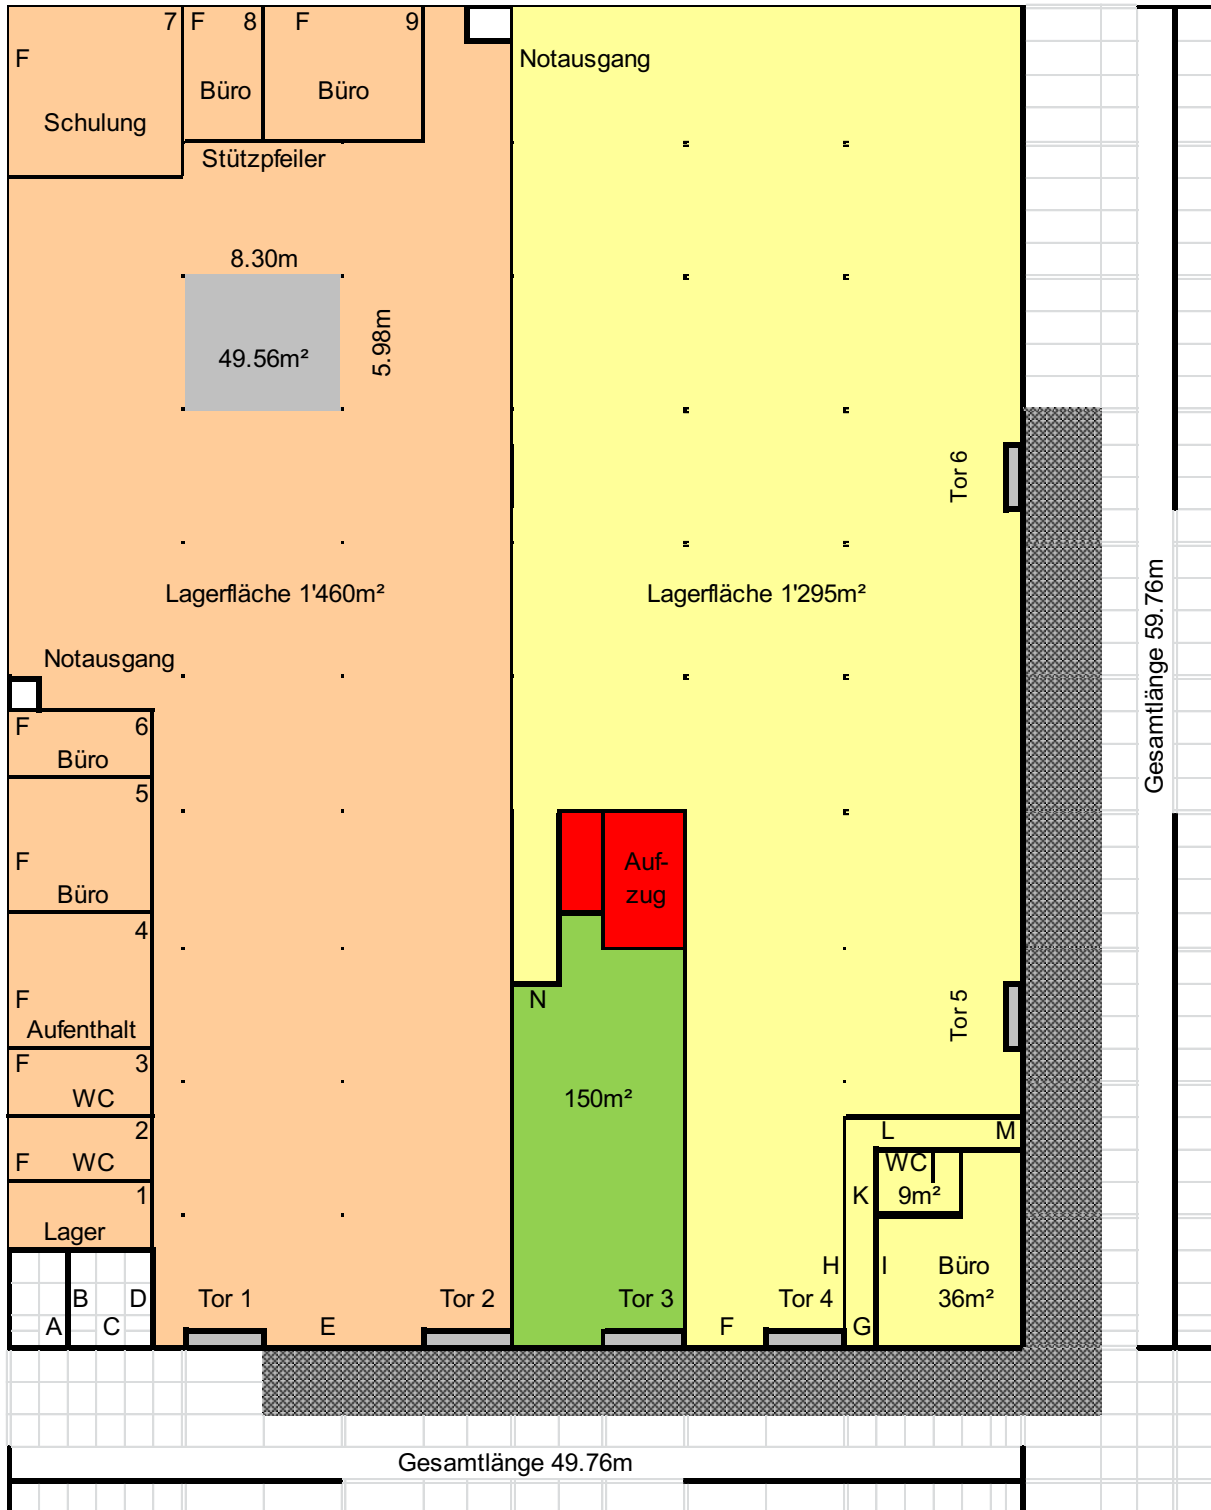 7 F 8 F 9
F
Notausgang
Büro Büro
Schulung
Stützpfeiler
8.30m
5.98m
49.56m²
Tor 6
Lagerfläche 1'460m² Lagerfläche 1'295m²
Gesamtlänge 59.76m
Notausgang
F 6
Büro
5
F Auf-
zug
Büro
4
F N
Tor 5
Aufenthalt
F 3
WC 150m²
2 L M
F WC WC
1 K 9m²
Lager
H I Büro
B D Tor 1 Tor 2 Tor 3 Tor 4 36m²
A C E F G
Gesamtlänge 49.76m